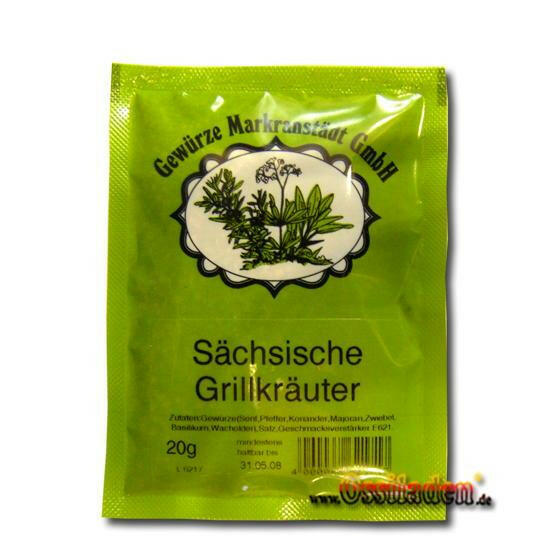 Gewürze Markranstädt GmbH
Sächsische
Grillkräuter
Zutaten:Gewürze(Senf,Pfeffer,Koriander,Majoran,Zwiebel,
Basilikum,Wacholder),Salz,Geschmacksverstärker E621.
20g
mindestens
haltbar bis
31.05.08
www.Ossiladen.de